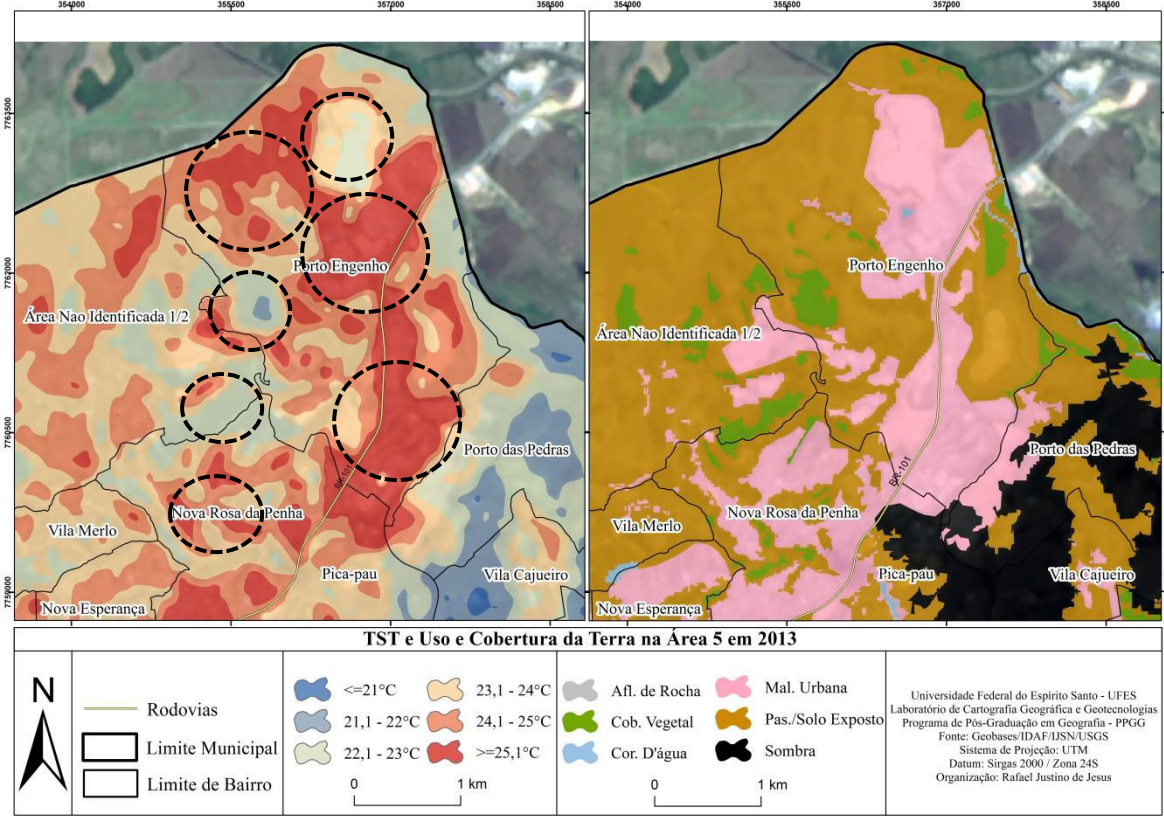 354000 355500 357000 358500
354000 355500 357000 358500
7763500
7762000
7760500
7759000
Porto Engenho
Área Nao Identificada 1/2
Porto das Pedras
BR-101
Nova Rosa da Penha
Vila Merlo
Pica-pau
Vila Cajueiro
Nova Esperança
Porto Engenho
Área Nao Identificada 1/2
Porto das Pedras
BR-101
Nova Rosa da Penha
Vila Merlo
Pica-pau
Vila Cajueiro
Nova Esperança
7763500
7762000
7760500
7759000
TST e Uso e Cobertura da Terra na Área 5 em 2013
N
Rodovias
Limite Municipal
Limite de Bairro
<=21°C
21,1 - 22°C
22,1 - 23°C
23,1 - 24°C
24,1 - 25°C
>=25,1°C
0 1 km
Afl. de Rocha
Cob. Vegetal
Cor. D'água
Mal. Urbana
Pas./Solo Exposto
Sombra
0 1 km
Universidade Federal do Espírito Santo - UFES
Laboratório de Cartografia Geográfica e Geotecnologias
Programa de Pós-Graduação em Geografia - PPGG
Fonte: Geobases/IDAF/IJSN/USGS
Sistema de Projeção: UTM
Datum: Sirgas 2000 / Zona 24S
Organização: Rafael Justino de Jesus